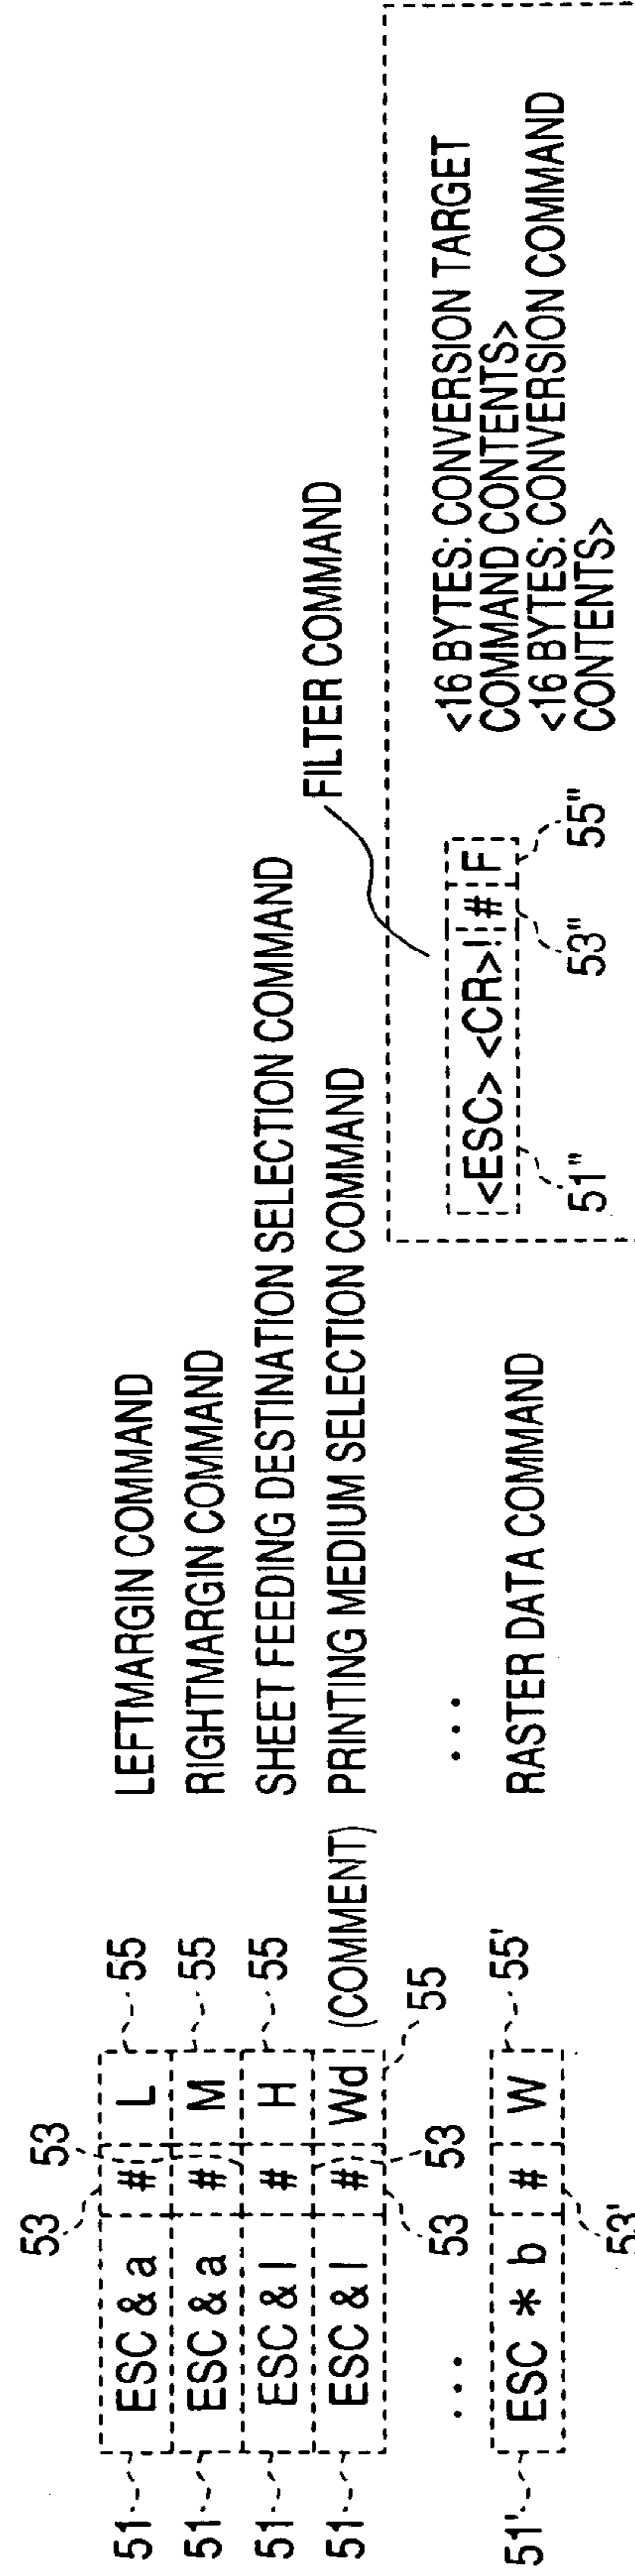 53 53
51 ESC & a # L 55 LEFTMARGIN COMMAND
51 ESC & a # M 55 RIGHTMARGIN COMMAND
51 ESC & l # H 55 SHEET FEEDING DESTINATION SELECTION COMMAND
51 ESC & l # Wd (COMMENT) PRINTING MEDIUM SELECTION COMMAND
53 53 55
... ...
51' ESC * b # W 55' RASTER DATA COMMAND
53'
FILTER COMMAND
<ESC> <CR>! # F <16 BYTES: CONVERSION TARGET
COMMAND CONTENTS>
<16 BYTES: CONVERSION COMMAND
CONTENTS>
51" 53" 55"